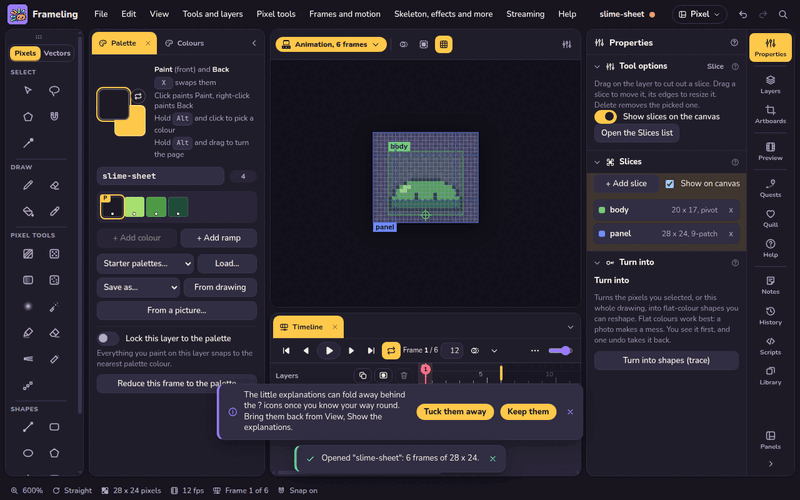 Frameling
File Edit View Tools and layers Pixel tools Frames and motion Skeleton, effects and more Streaming Help
slime-sheet
Pixel
Pixels Vectors
SELECT
DRAW
PIXEL TOOLS
SHAPES
Palette
Colours
Paint (front) and Back
X swaps them
Click paints Paint, right-click
paints Back
Hold Alt and click to pick a
colour
Hold Alt and drag to turn
the page
slime-sheet 4
P
+ Add colour + Add ramp
Starter palettes... Load...
Save as... From drawing
From a picture...
Lock this layer to the palette
Everything you paint on this layer snaps to the
nearest palette colour.
Reduce this frame to the palette
Animation, 6 frames
body
panel
Timeline
Frame 1 / 6 12
Layers
1 5 10
The little explanations can fold away behind
the ? icons once you know your way round.
Bring them back from View, Show the
explanations.
Tuck them away Keep them
Opened "slime-sheet": 6 frames of 28 x 24.
Properties
Tool options Slice
Drag on the layer to cut out a slice. Drag a
slice to move it, its edges to resize it.
Delete removes the picked one.
Show slices on the canvas
Open the Slices list
Slices
+ Add slice Show on canvas
body 20 x 17, pivot x
panel 28 x 24, 9-patch x
Turn into
Turn into
Turns the pixels you selected, or this
whole drawing, into flat-colour shapes you
can reshape. Flat colours work best: a
photo makes a mess. You see it first, and
one undo takes it back.
Turn into shapes (trace)
Properties
Layers
Artboards
Preview
Quests
Quill
Help
Notes
History
Scripts
Library
Panels
600% Straight 28 x 24 pixels 12 fps Frame 1 of 6 Snap on